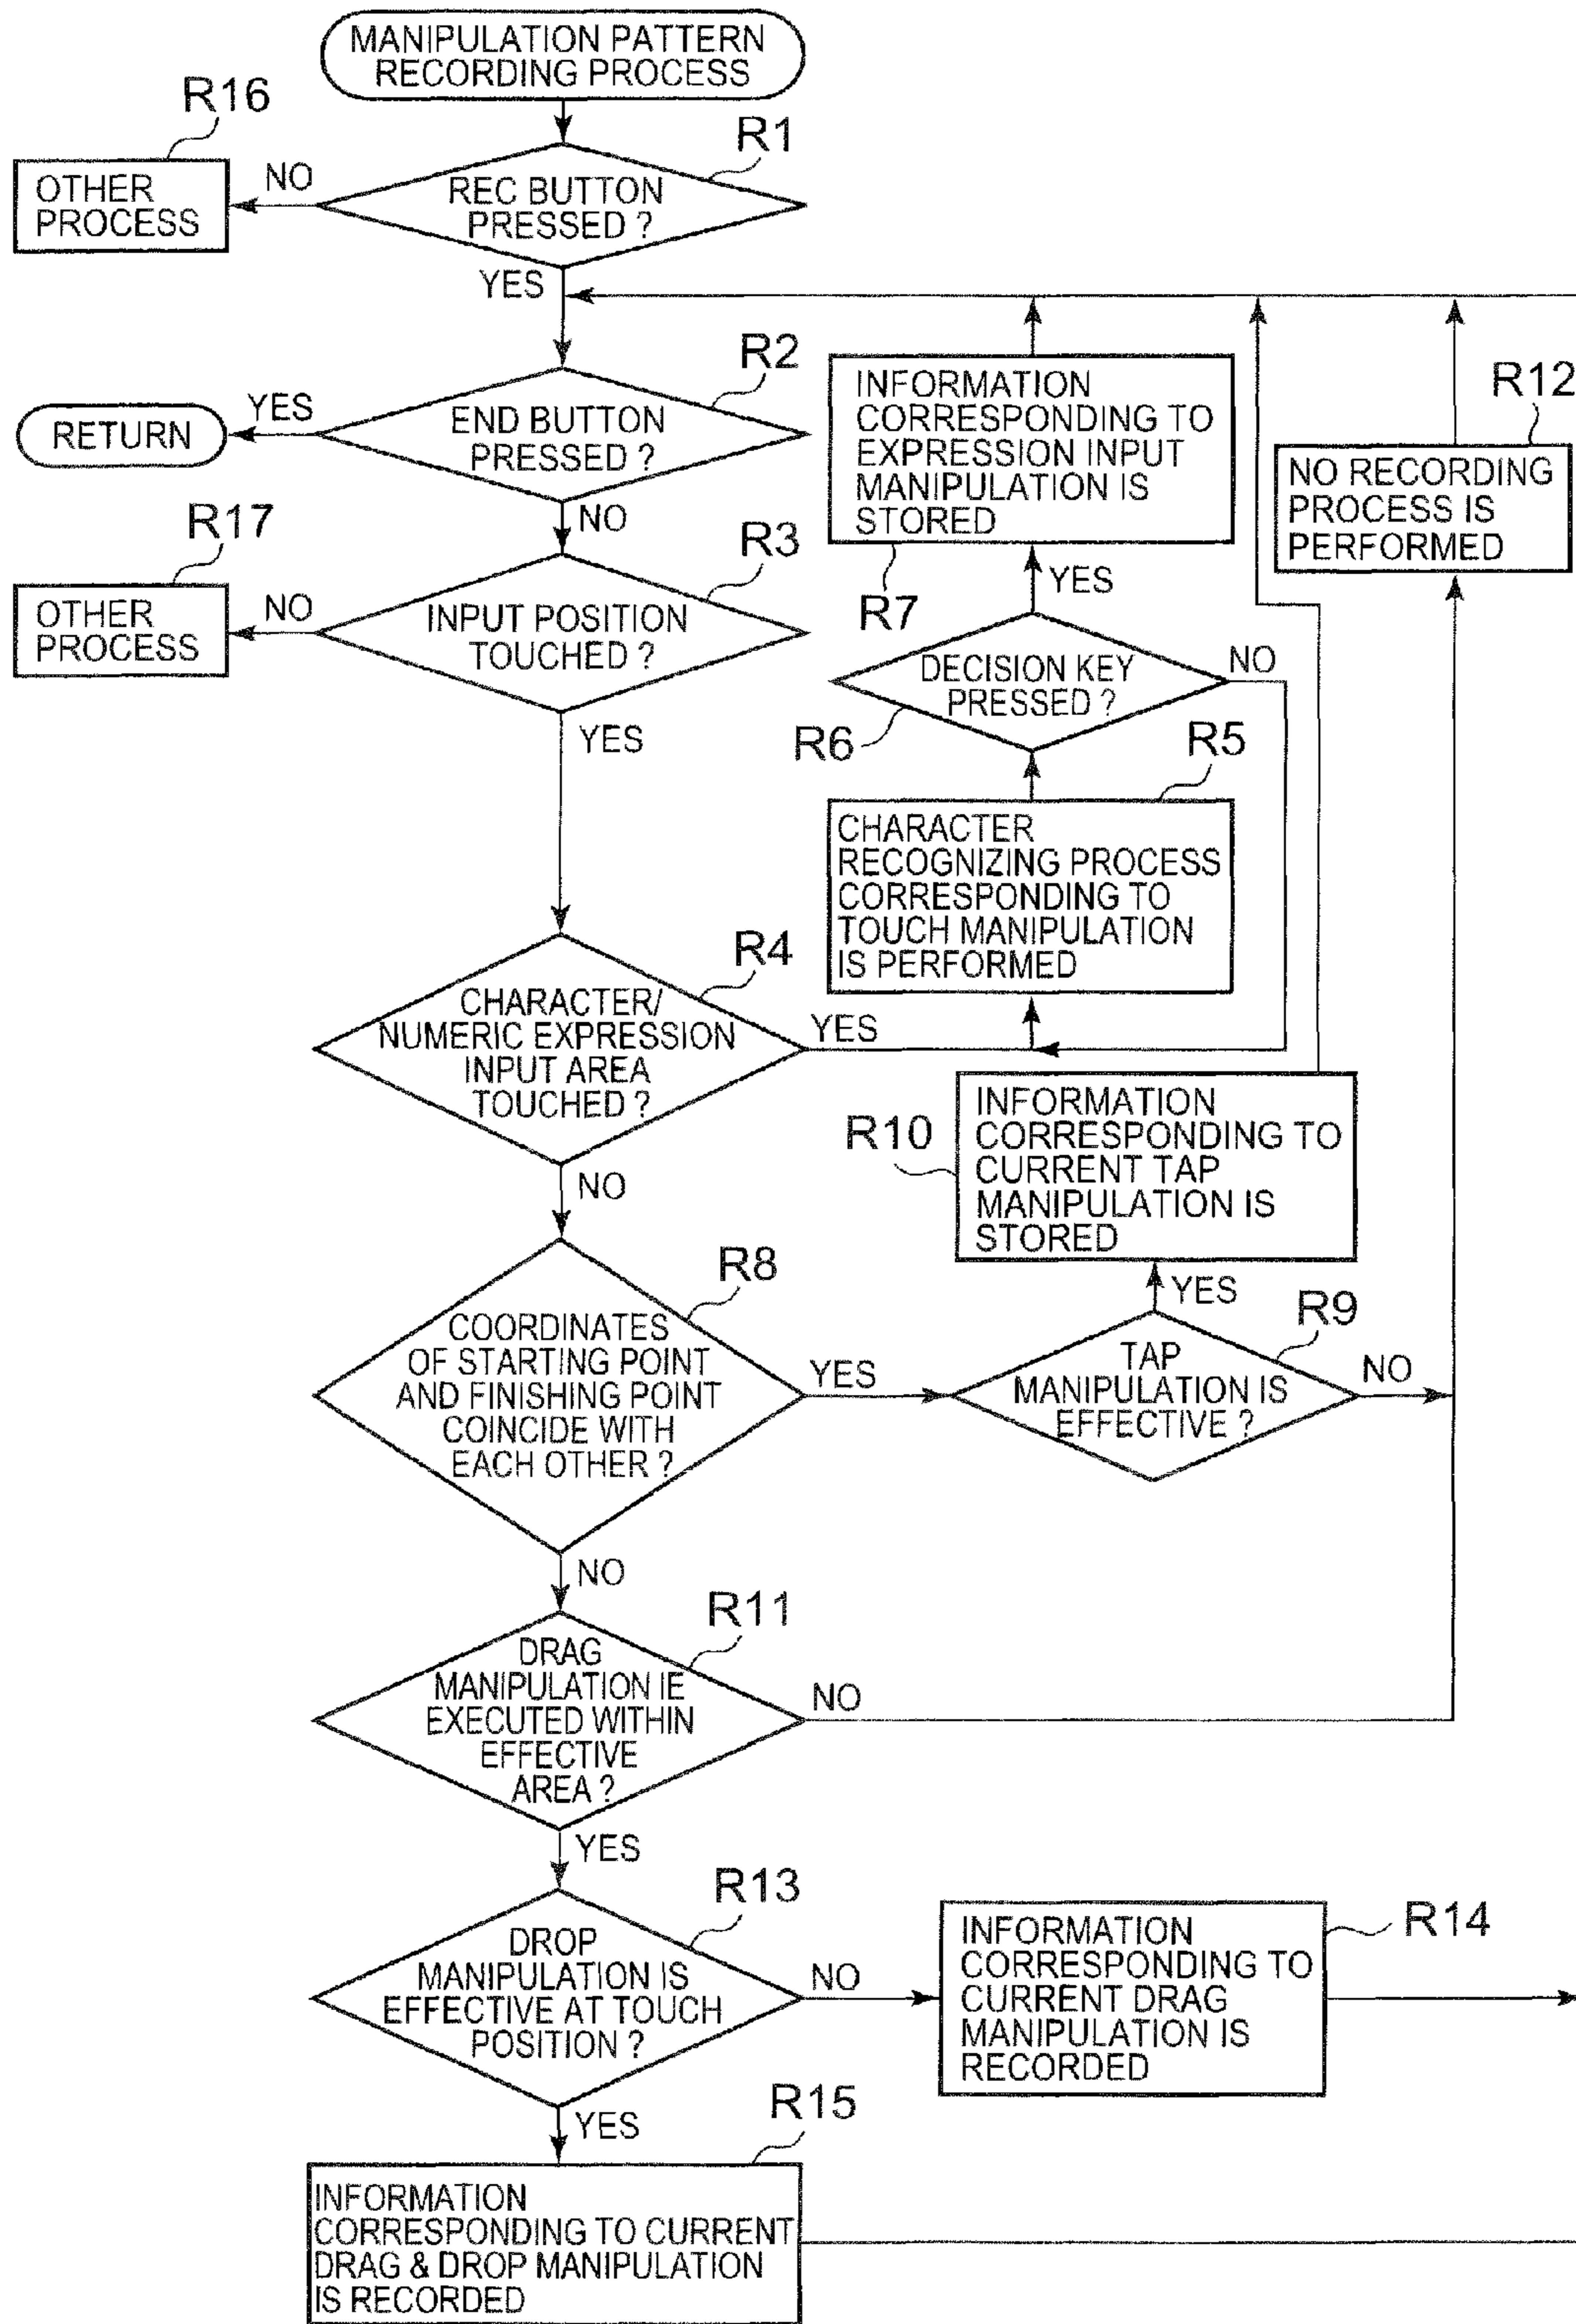 MANIPULATION PATTERN
RECORDING PROCESS
R16
R1
OTHER
PROCESS
NO
REC BUTTON
PRESSED ?
YES
R2
RETURN
YES
END BUTTON
PRESSED ?
NO
R17
R3
OTHER
PROCESS
NO
INPUT POSITION
TOUCHED ?
YES
INFORMATION
CORRESPONDING TO
EXPRESSION INPUT
MANIPULATION IS
STORED
R7
YES
R12
NO RECORDING
PROCESS IS
PERFORMED
DECISION KEY
PRESSED ?
NO
R6
R5
CHARACTER
RECOGNIZING PROCESS
CORRESPONDING TO
TOUCH MANIPULATION
IS PERFORMED
R4
CHARACTER/
NUMERIC EXPRESSION
INPUT AREA
TOUCHED ?
YES
NO
R10
INFORMATION
CORRESPONDING TO
CURRENT TAP
MANIPULATION IS
STORED
YES
R8
COORDINATES
OF STARTING POINT
AND FINISHING POINT
COINCIDE WITH
EACH OTHER ?
YES
R9
TAP
MANIPULATION IS
EFFECTIVE ?
NO
NO
R11
DRAG
MANIPULATION IE
EXECUTED WITHIN
EFFECTIVE
AREA ?
NO
YES
R13
DROP
MANIPULATION IS
EFFECTIVE AT TOUCH
POSITION ?
NO
INFORMATION
CORRESPONDING TO
CURRENT DRAG
MANIPULATION IS
RECORDED
R14
YES
R15
INFORMATION
CORRESPONDING TO CURRENT
DRAG & DROP MANIPULATION
IS RECORDED